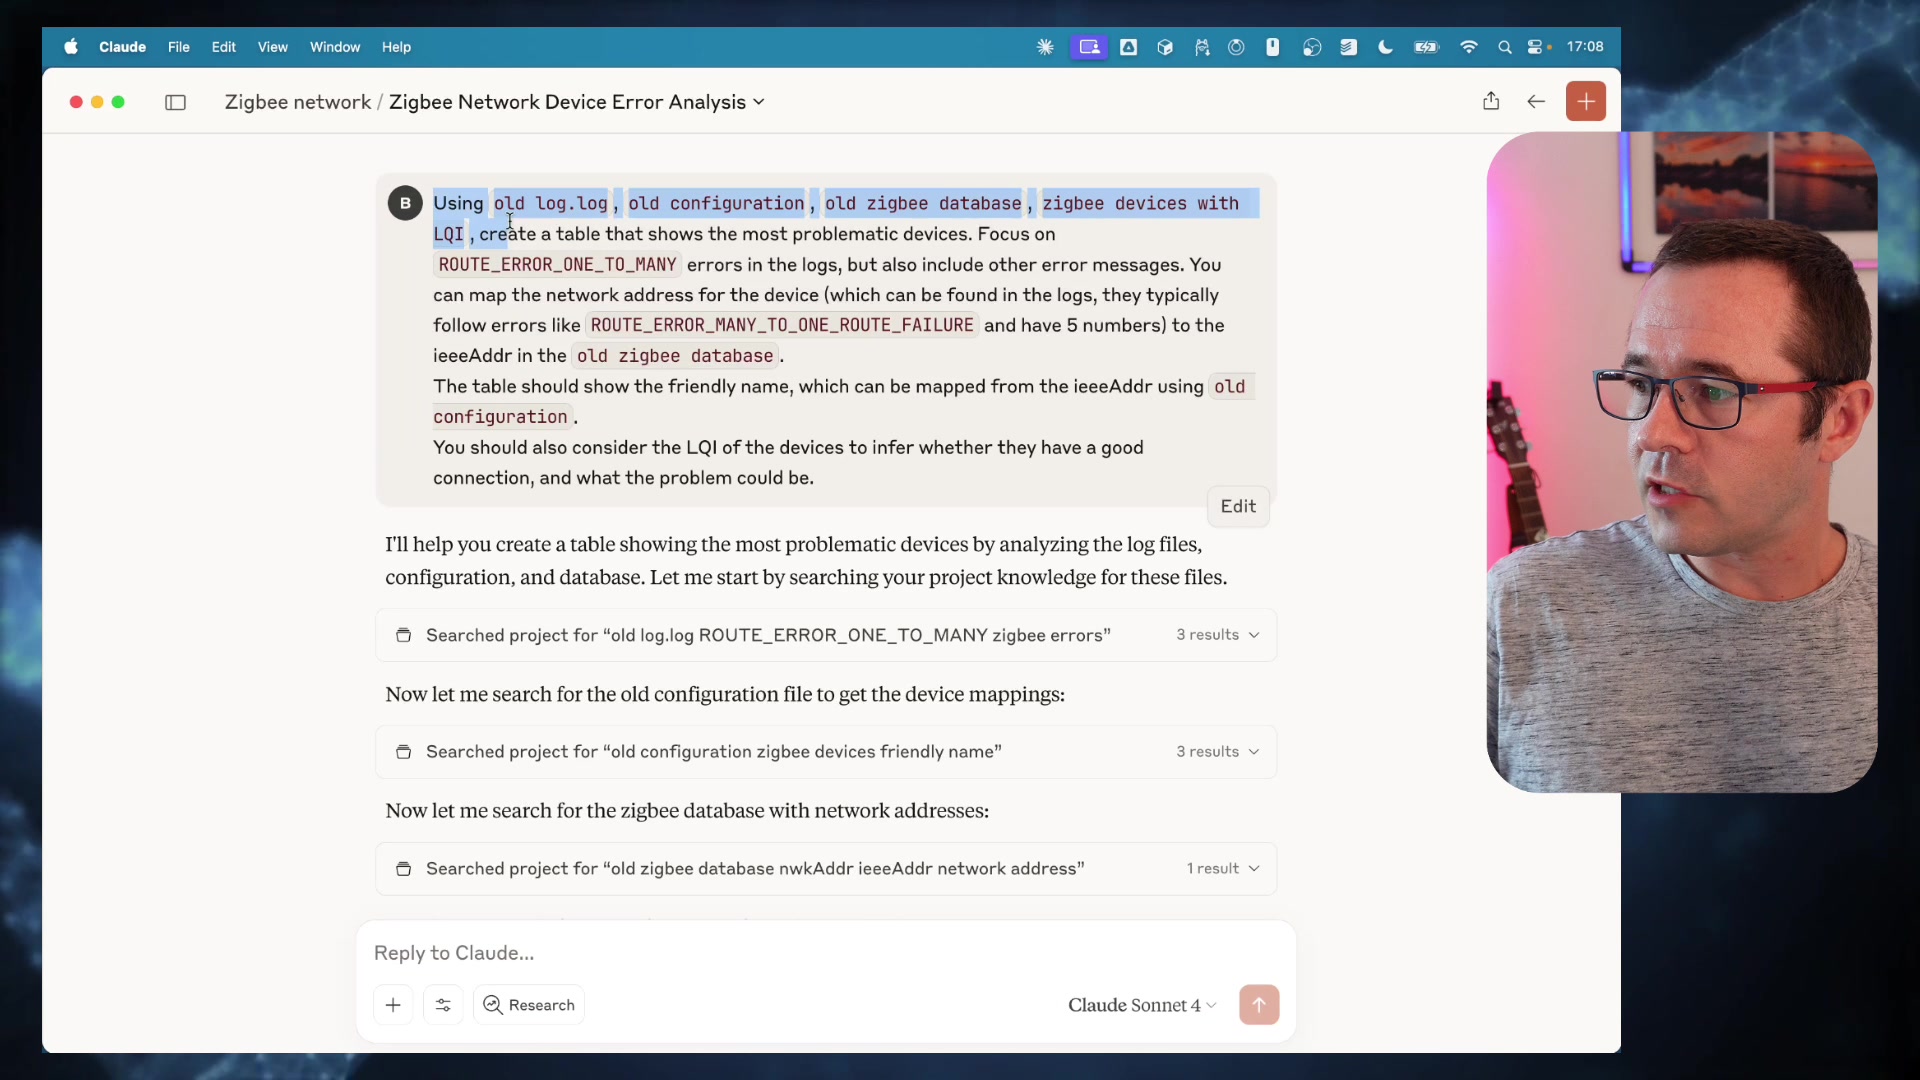 Claude File Edit View Window Help 17:08
Zigbee network / Zigbee Network Device Error Analysis
B
Using old log.log, old configuration, old zigbee database, zigbee devices with
LQI, create a table that shows the most problematic devices. Focus on
ROUTE_ERROR_ONE_TO_MANY errors in the logs, but also include other error messages. You
can map the network address for the device (which can be found in the logs, they typically
follow errors like ROUTE_ERROR_MANY_TO_ONE_ROUTE_FAILURE and have 5 numbers) to the
ieeeAddr in the old zigbee database.
The table should show the friendly name, which can be mapped from the ieeeAddr using old
configuration.
You should also consider the LQI of the devices to infer whether they have a good
connection, and what the problem could be.
Edit
I'll help you create a table showing the most problematic devices by analyzing the log files,
configuration, and database. Let me start by searching your project knowledge for these files.
Searched project for “old log.log ROUTE_ERROR_ONE_TO_MANY zigbee errors” 3 results
Now let me search for the old configuration file to get the device mappings:
Searched project for “old configuration zigbee devices friendly name” 3 results
Now let me search for the zigbee database with network addresses:
Searched project for “old zigbee database nwkAddr ieeeAddr network address” 1 result
Reply to Claude...
Research Claude Sonnet 4